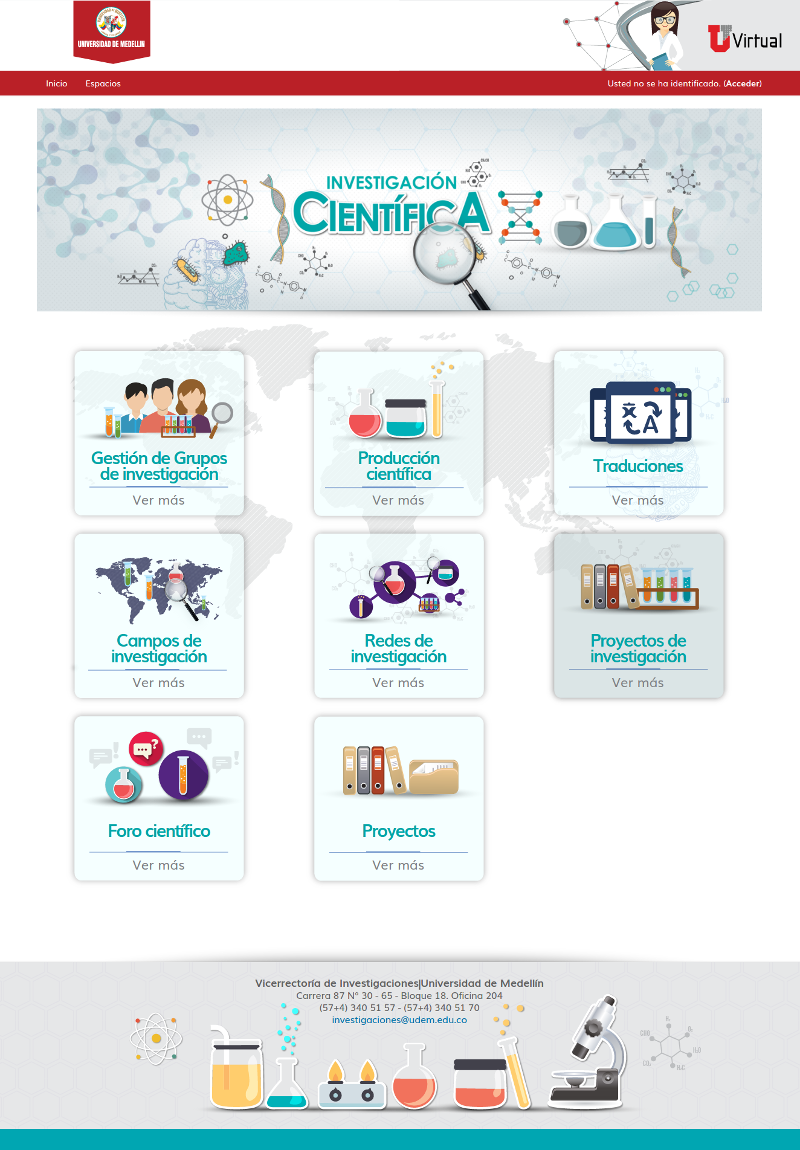 UNIVERSIDAD DE MEDELLIN
Virtual
Inicio
Espacios
Usted no se ha identificado. (Acceder)
INVESTIGACIÓN
CIENTÍFICA
Gestión de Grupos
de investigación
Ver más
Producción
científica
Ver más
Traduciones
Ver más
Campos de
investigación
Ver más
Redes de
investigación
Ver más
Proyectos de
investigación
Ver más
Foro científico
Ver más
Proyectos
Ver más
Vicerrectoría de Investigaciones|Universidad de Medellín
Carrera 87 N° 30 - 65 - Bloque 18. Oficina 204
(57+4) 340 51 57 - (57+4) 340 51 70
investigaciones@udem.edu.co